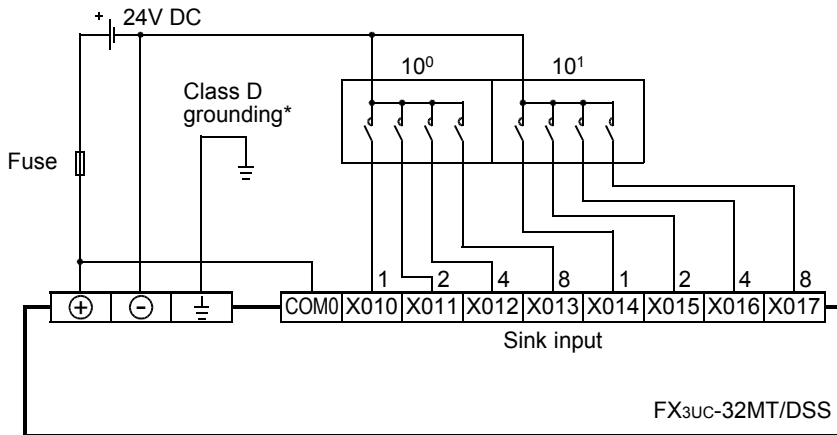 + 24V DC
10⁰ 10¹
Class D
grounding*
Fuse
1 2 4 8 1 2 4 8
+ - COM0 X010 X011 X012 X013 X014 X015 X016 X017
Sink input
FX3UC-32MT/DSS